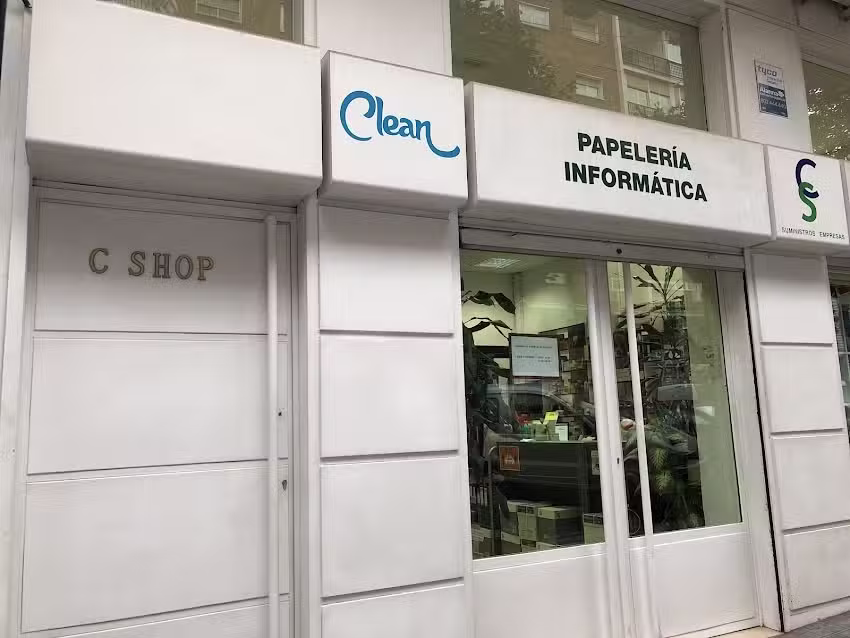 Clean
PAPELERÍA
INFORMÁTICA
CS
SUMINISTROS EMPRESAS
tyco
C SHOP